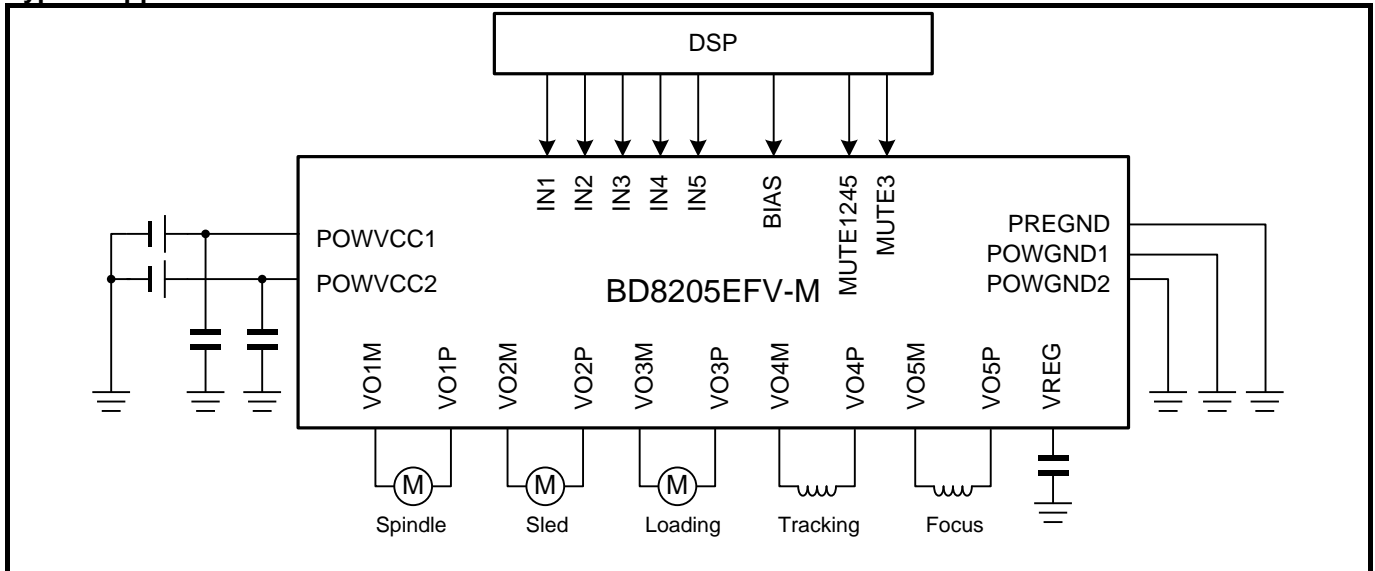 DSP
IN1
IN2
IN3
IN4
IN5
BIAS
MUTE1245
MUTE3
POWVCC1
POWVCC2
BD8205EFV-M
PREGND
POWGND1
POWGND2
VO1M
VO1P
VO2M
VO2P
VO3M
VO3P
VO4M
VO4P
VO5M
VO5P
VREG
M
M
M
Spindle
Sled
Loading
Tracking
Focus